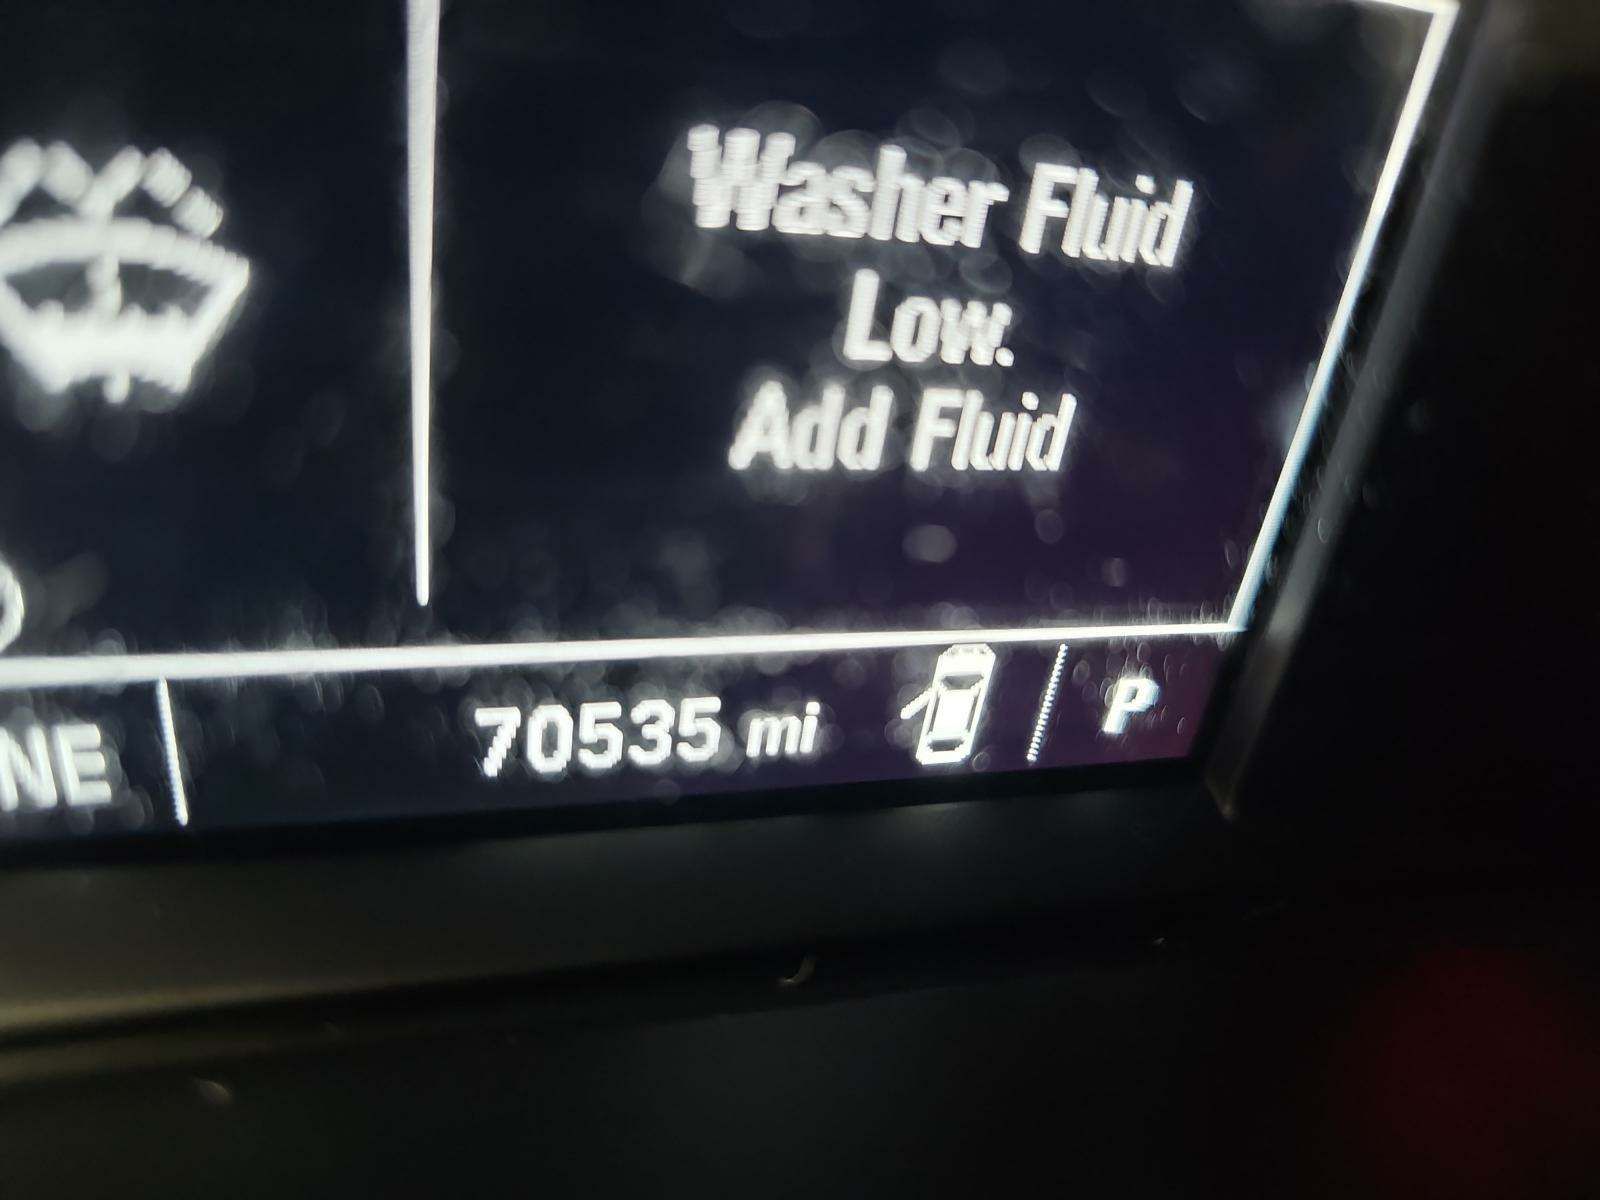 Washer Fluid
Low.
Add Fluid
NE
70535 mi
P